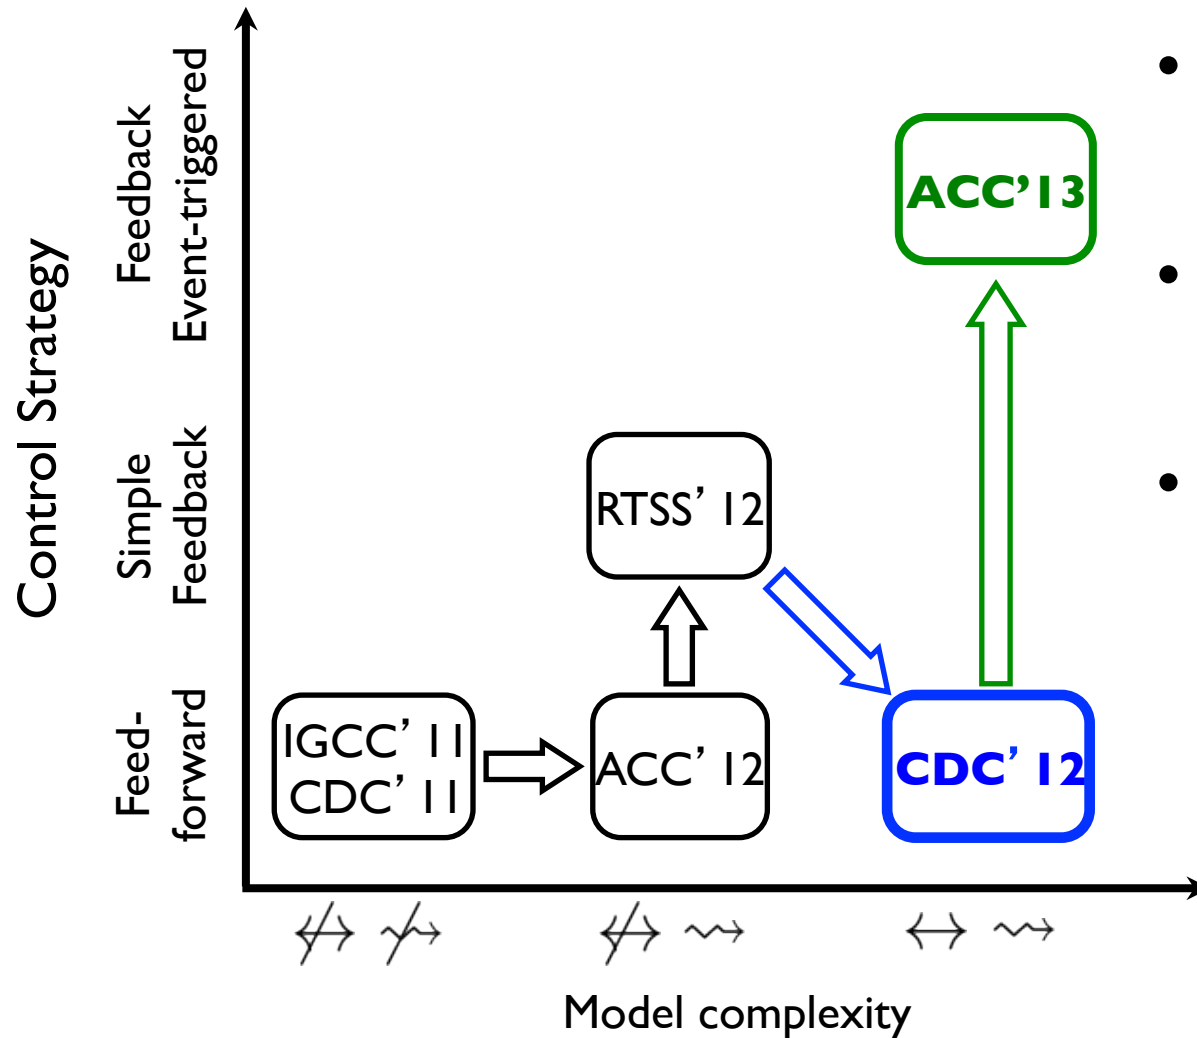 Control Strategy
Feedback
Event-triggered
Simple
Feedback
Feed-
forward
ACC’13
RTSS’ 12
IGCC’ 11
CDC’ 11
ACC’ 12
CDC’ 12
Model complexity